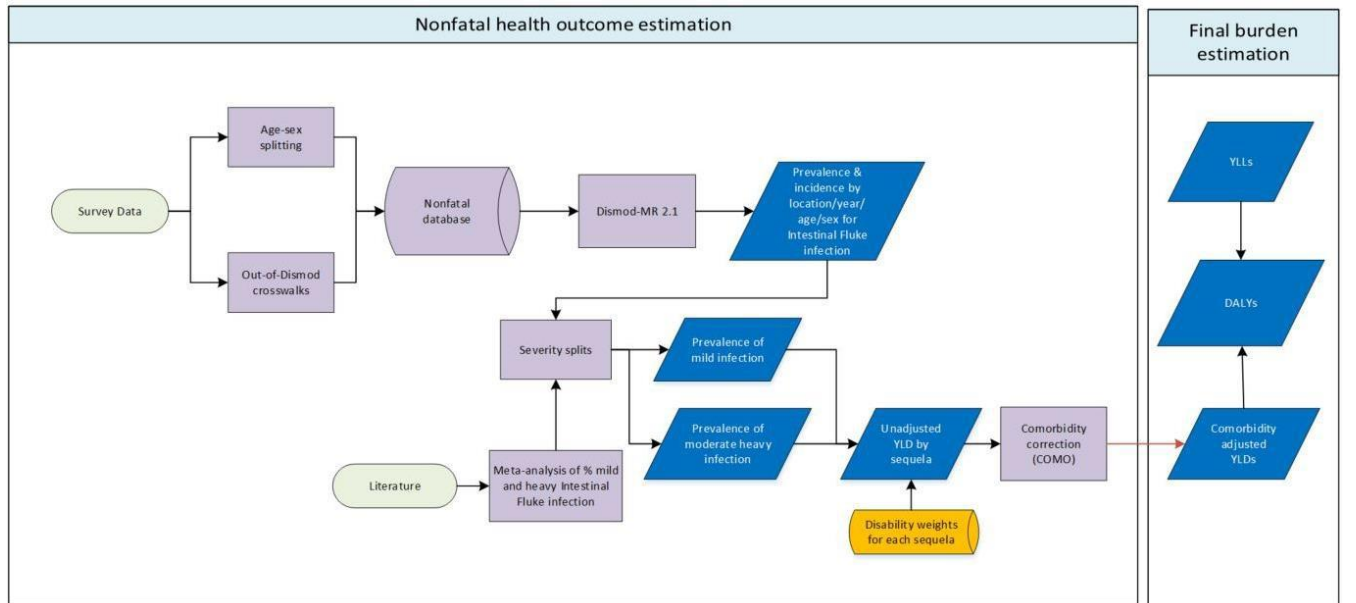 Nonfatal health outcome estimation
Final burden
estimation
Age-sex
splitting
Survey Data
Out-of-Dismod
crosswalks
Nonfatal
database
Dismod-MR 2.1
Prevalence &
incidence by
location/year/
age/sex for
Intestinal Fluke
infection
YLLs
DALYs
Severity splits
Prevalence of
mild infection
Prevalence of
moderate heavy
infection
Unadjusted
YLD by
sequela
Comorbidity
correction
(COMO)
Comorbidity
adjusted
YLDs
Literature
Meta-analysis of % mild
and heavy Intestinal
Fluke infection
Disability weights
for each sequela